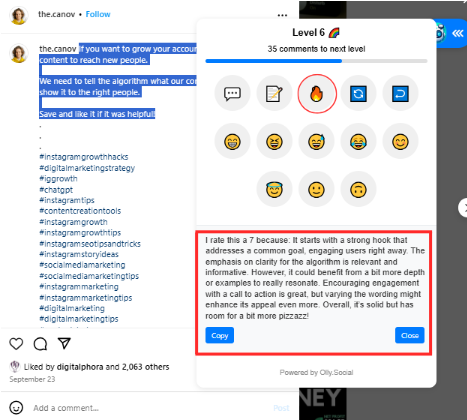 the.canov • Follow
the.canov If you want to grow your accoun
content to reach new people.
We need to tell the algorithm what our con
show it to the right people.
Save and like it if it was helpful!
.
.
.
#instagramgrowthhacks
#digitalmarketingstrategy
#iggrowth
#chatgpt
#instagramtips
#contentcreationtools
#instagramgrowth
#instagramgrowthtips
#instagramseotipsandtricks
#instagramstoryideas
#socialmediamarketing
#instagrammarketing
#instagrammarketingtips
#digitalmarketing
#digitalmarketingtips
Liked by digitalphora and 2,063 others
September 23
Add a comment...
Post
Level 6
35 comments to next level
I rate this a 7 because: It starts with a strong hook that
addresses a common goal, engaging users right away. The
emphasis on clarity for the algorithm is relevant and
informative. However, it could benefit from a bit more depth
or examples to really resonate. Encouraging engagement
with a call to action is great, but varying the wording might
enhance its appeal even more. Overall, it's solid but has
room for a bit more pizzazz!
Copy
Close
Powered by Olly.Social
NEY